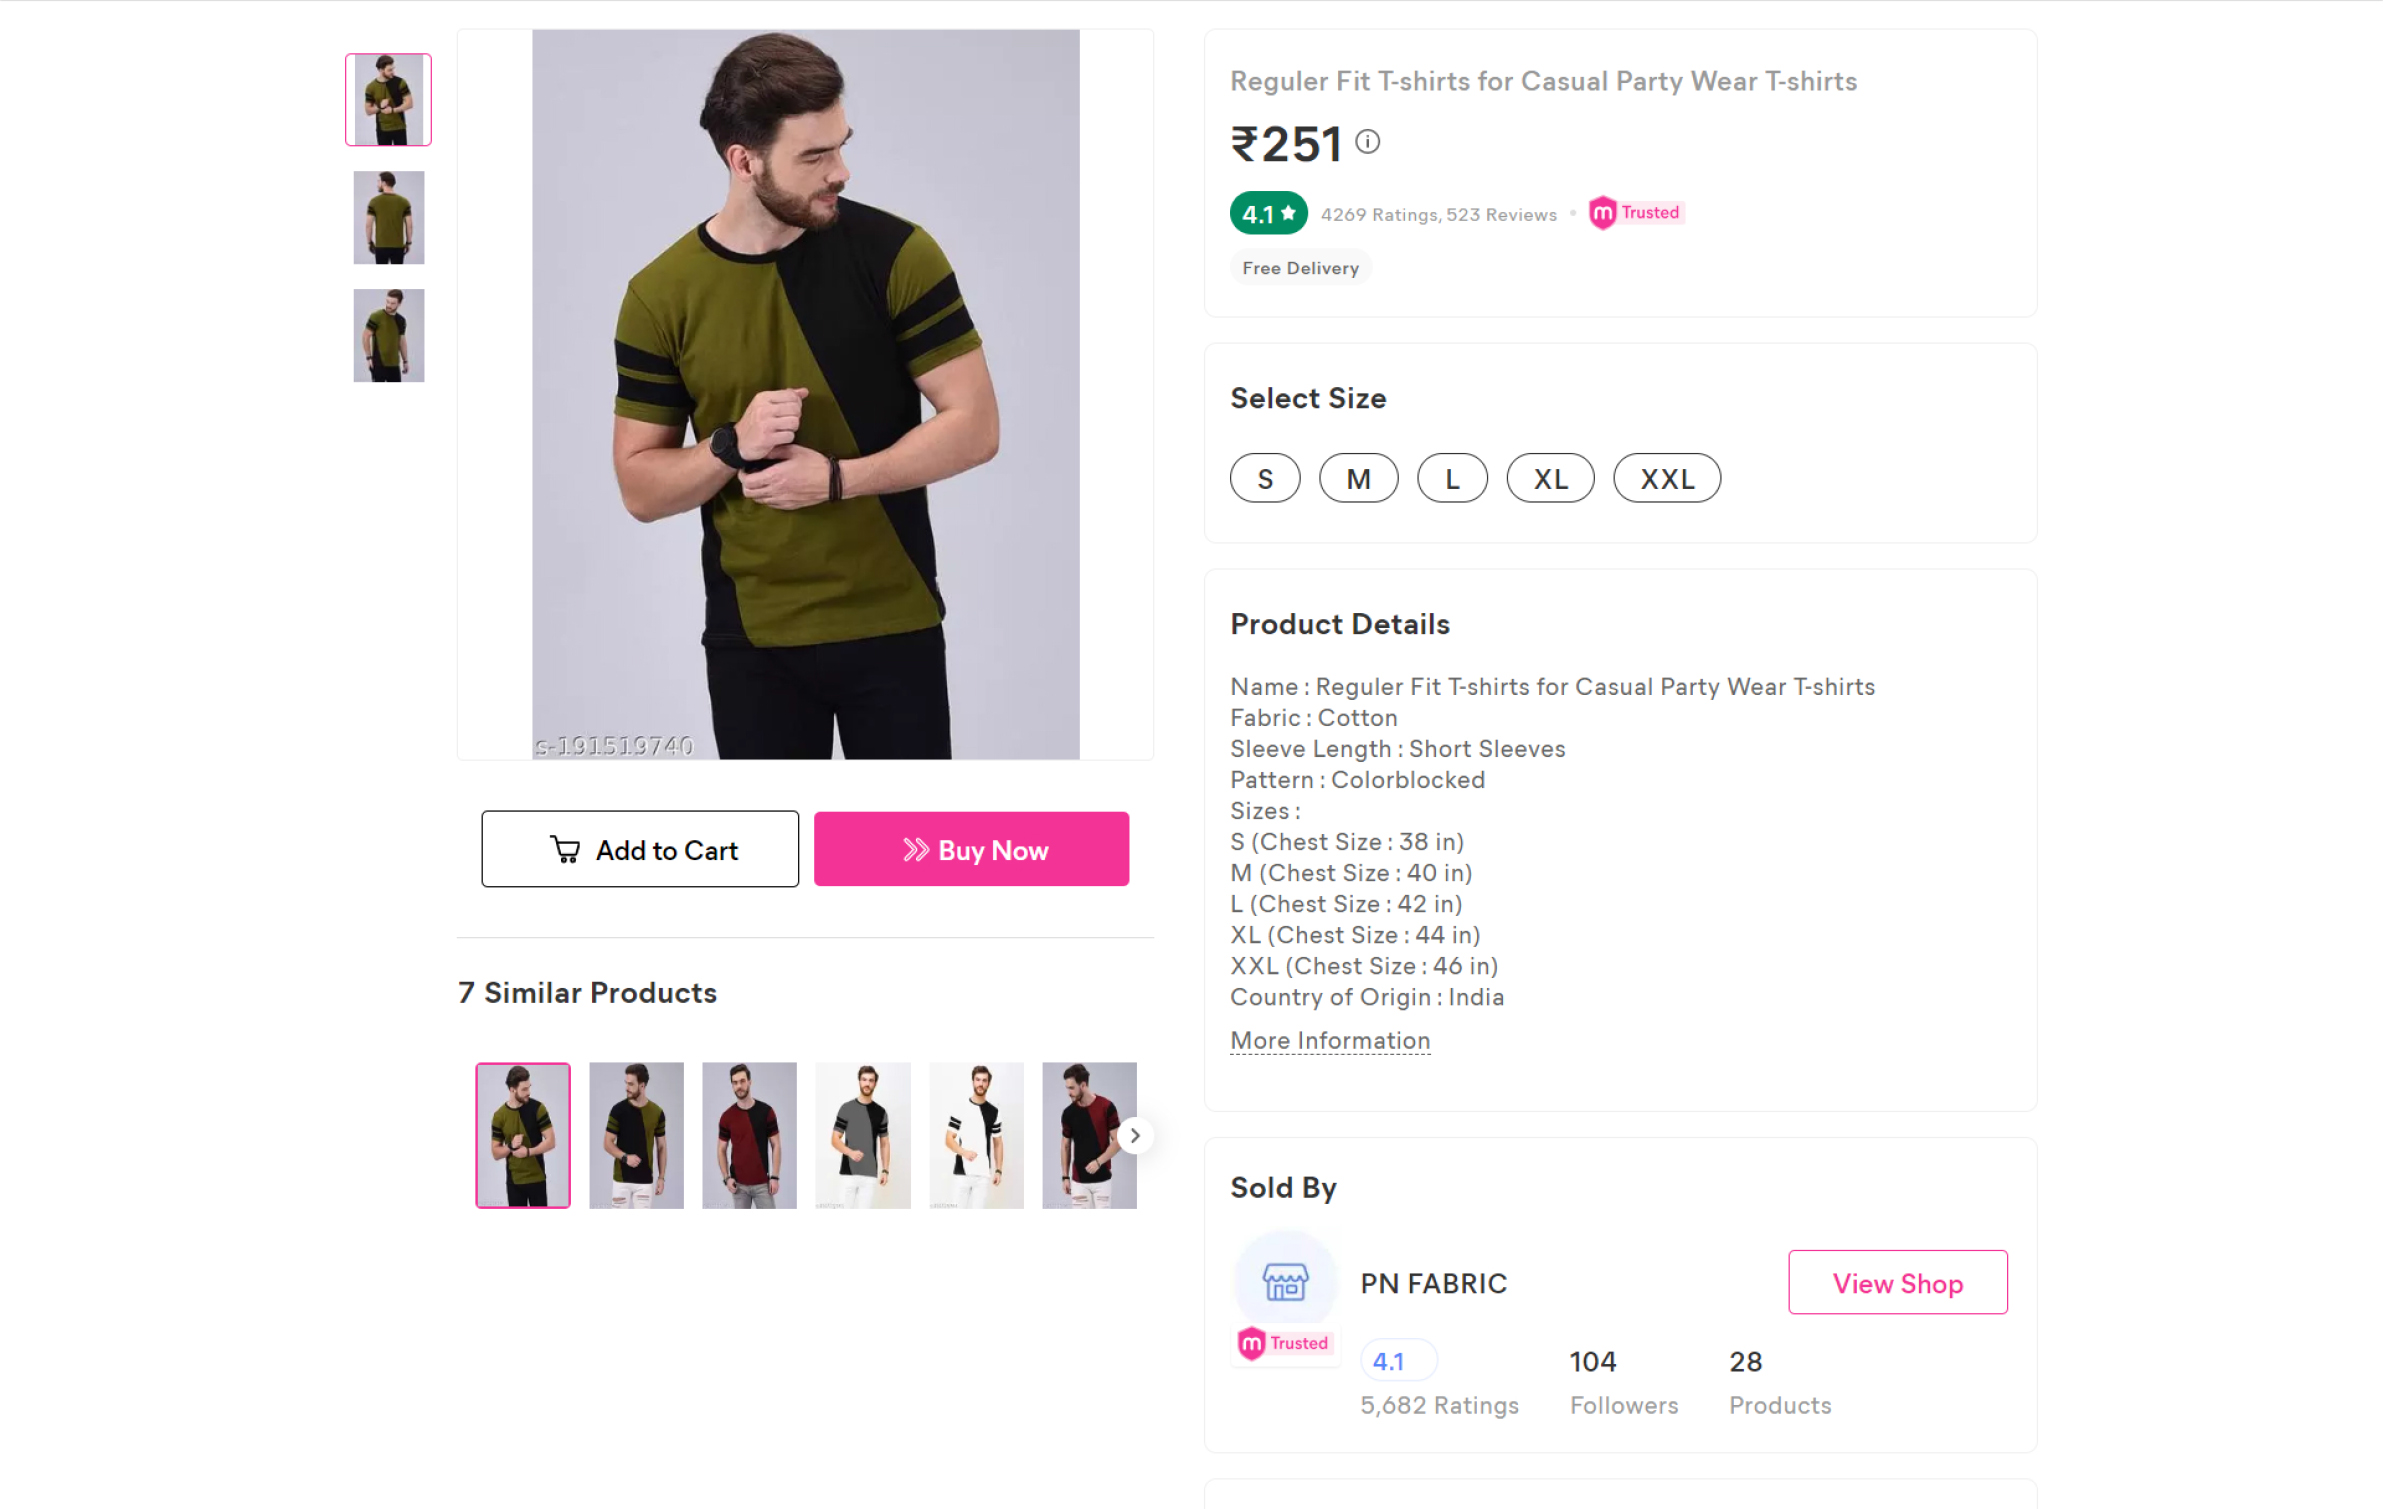 s-191519740
Add to Cart
Buy Now
7 Similar Products
Reguler Fit T-shirts for Casual Party Wear T-shirts
₹251
4.1
4269 Ratings, 523 Reviews
m Trusted
Free Delivery
Select Size
S
M
L
XL
XXL
Product Details
Name : Reguler Fit T-shirts for Casual Party Wear T-shirts
Fabric : Cotton
Sleeve Length : Short Sleeves
Pattern : Colorblocked
Sizes :
S (Chest Size : 38 in)
M (Chest Size : 40 in)
L (Chest Size : 42 in)
XL (Chest Size : 44 in)
XXL (Chest Size : 46 in)
Country of Origin : India
More Information
Sold By
PN FABRIC
View Shop
m Trusted
4.1
5,682 Ratings
104
Followers
28
Products